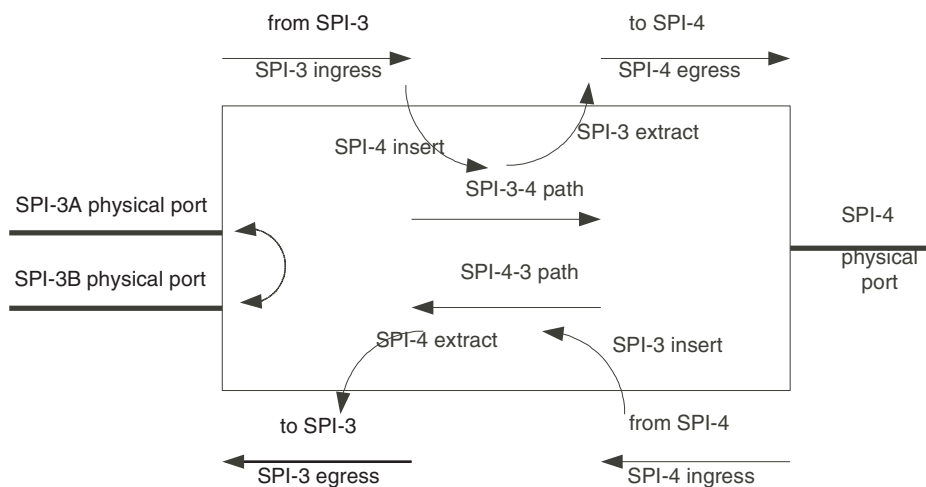 from SPI-3
to SPI-4
SPI-3 ingress
SPI-4 egress
SPI-3 extract
SPI-4 insert
SPI-3-4 path
SPI-3A physical port
SPI-4
physical
port
SPI-3B physical port
SPI-4-3 path
SPI-4 extract
SPI-3 insert
to SPI-3
from SPI-4
SPI-3 egress
SPI-4 ingress